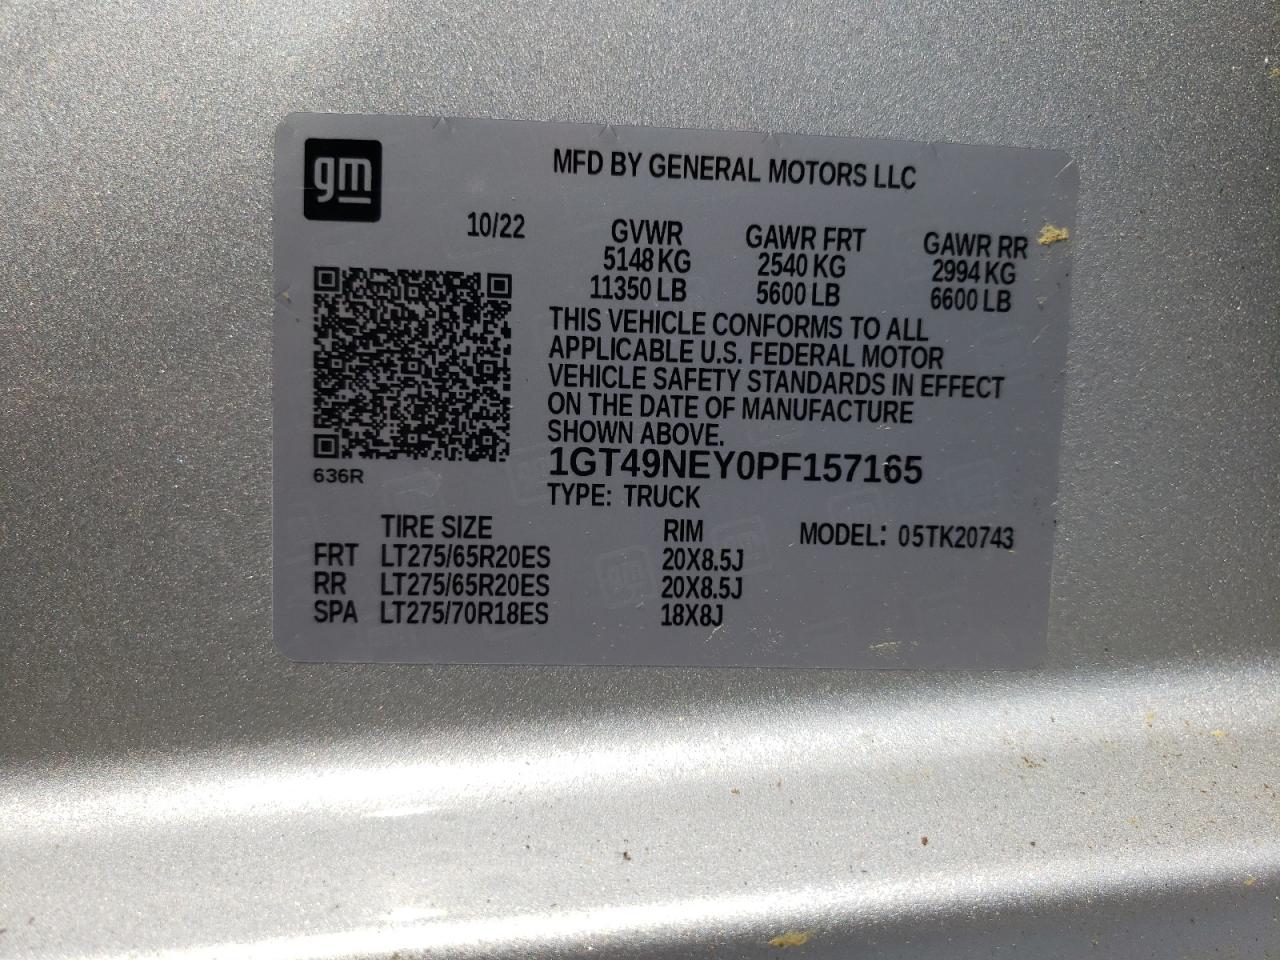 gm
MFD BY GENERAL MOTORS LLC
10/22
GVWR GAWR FRT GAWR RR
5148 KG 2540 KG 2994 KG
11350 LB 5600 LB 6600 LB
THIS VEHICLE CONFORMS TO ALL
APPLICABLE U.S. FEDERAL MOTOR
VEHICLE SAFETY STANDARDS IN EFFECT
ON THE DATE OF MANUFACTURE
SHOWN ABOVE.
1GT49NEY0PF157165
636R
TYPE: TRUCK
TIRE SIZE RIM MODEL: 05TK20743
FRT LT275/65R20ES 20X8.5J
RR LT275/65R20ES 20X8.5J
SPA LT275/70R18ES 18X8J